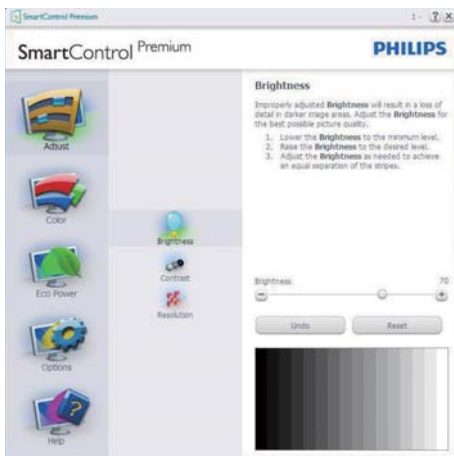 SmartControl Premium
SmartControl Premium
PHILIPS
Adjust
Color
Eco Power
Options
Help
Brightness
Contrast
Resolution
Brightness
Improperly adjusted Brightness will result in a loss of
detail in darker image areas. Adjust the Brightness for
the best possible picture quality.
1. Lower the Brightness to the minimum level.
2. Raise the Brightness to the desired level.
3. Adjust the Brightness as needed to achieve
an equal separation of the stripes.
Brightness 70
Undo
Reset